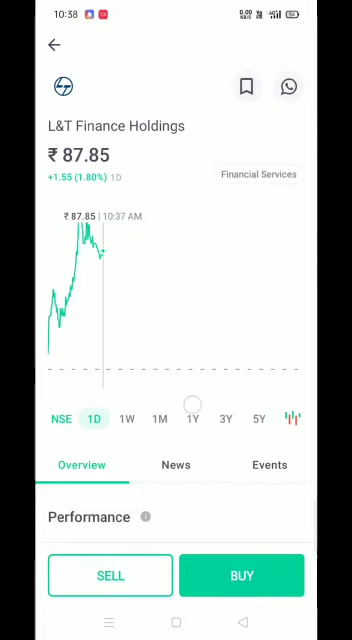 10:38
L&T Finance Holdings
₹ 87.85
+1.55 (1.80%) 1D
Financial Services
₹ 87.85 | 10:37 AM
NSE 1D 1W 1M 1Y 3Y 5Y
Overview News Events
Performance
SELL BUY